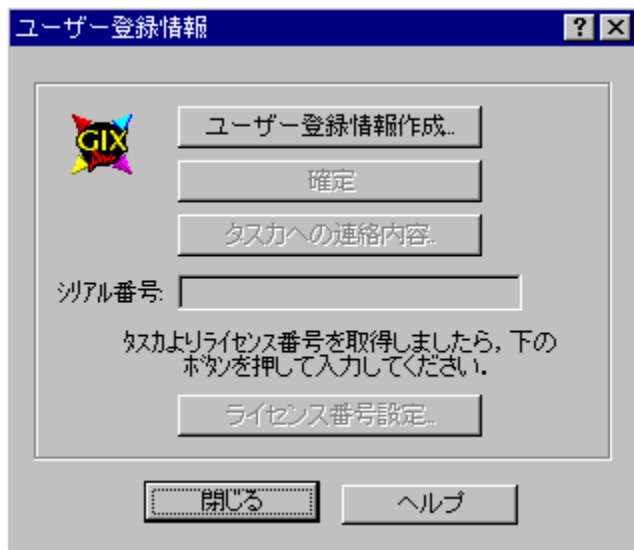 ユーザー登録情報
GIX
Pro
ユーザー登録情報作成...
確定
タスカへの連絡内容...
シリアル番号:
タスカよりライセンス番号を取得しましたら，下の
ボタンを押して入力してください．
ライセンス番号設定...
閉じる
ヘルプ